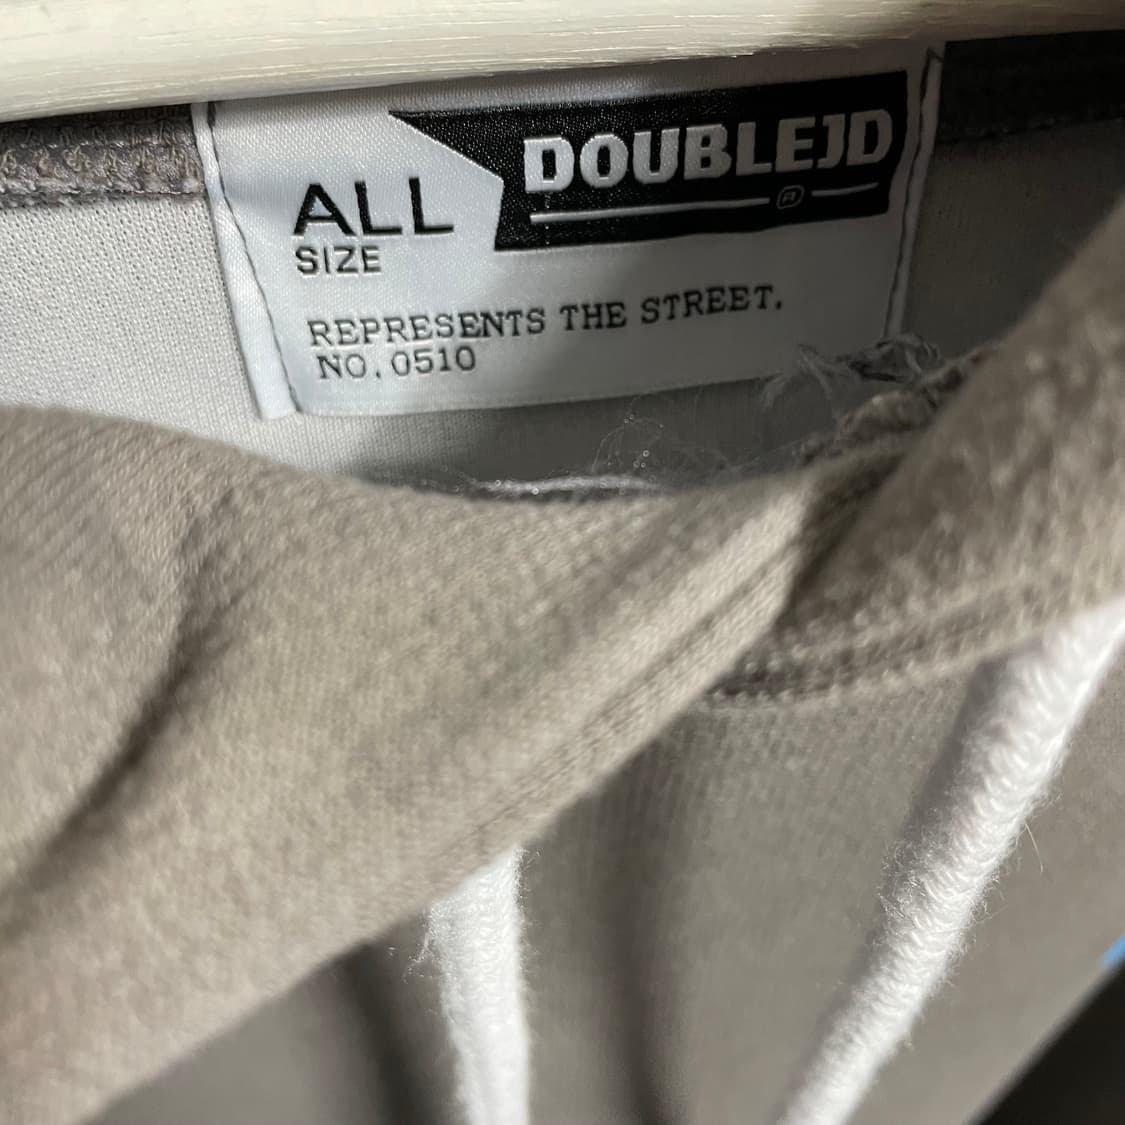 DOUBLEJD
ALL
SIZE
REPRESENTS THE STREET.
NO.0510